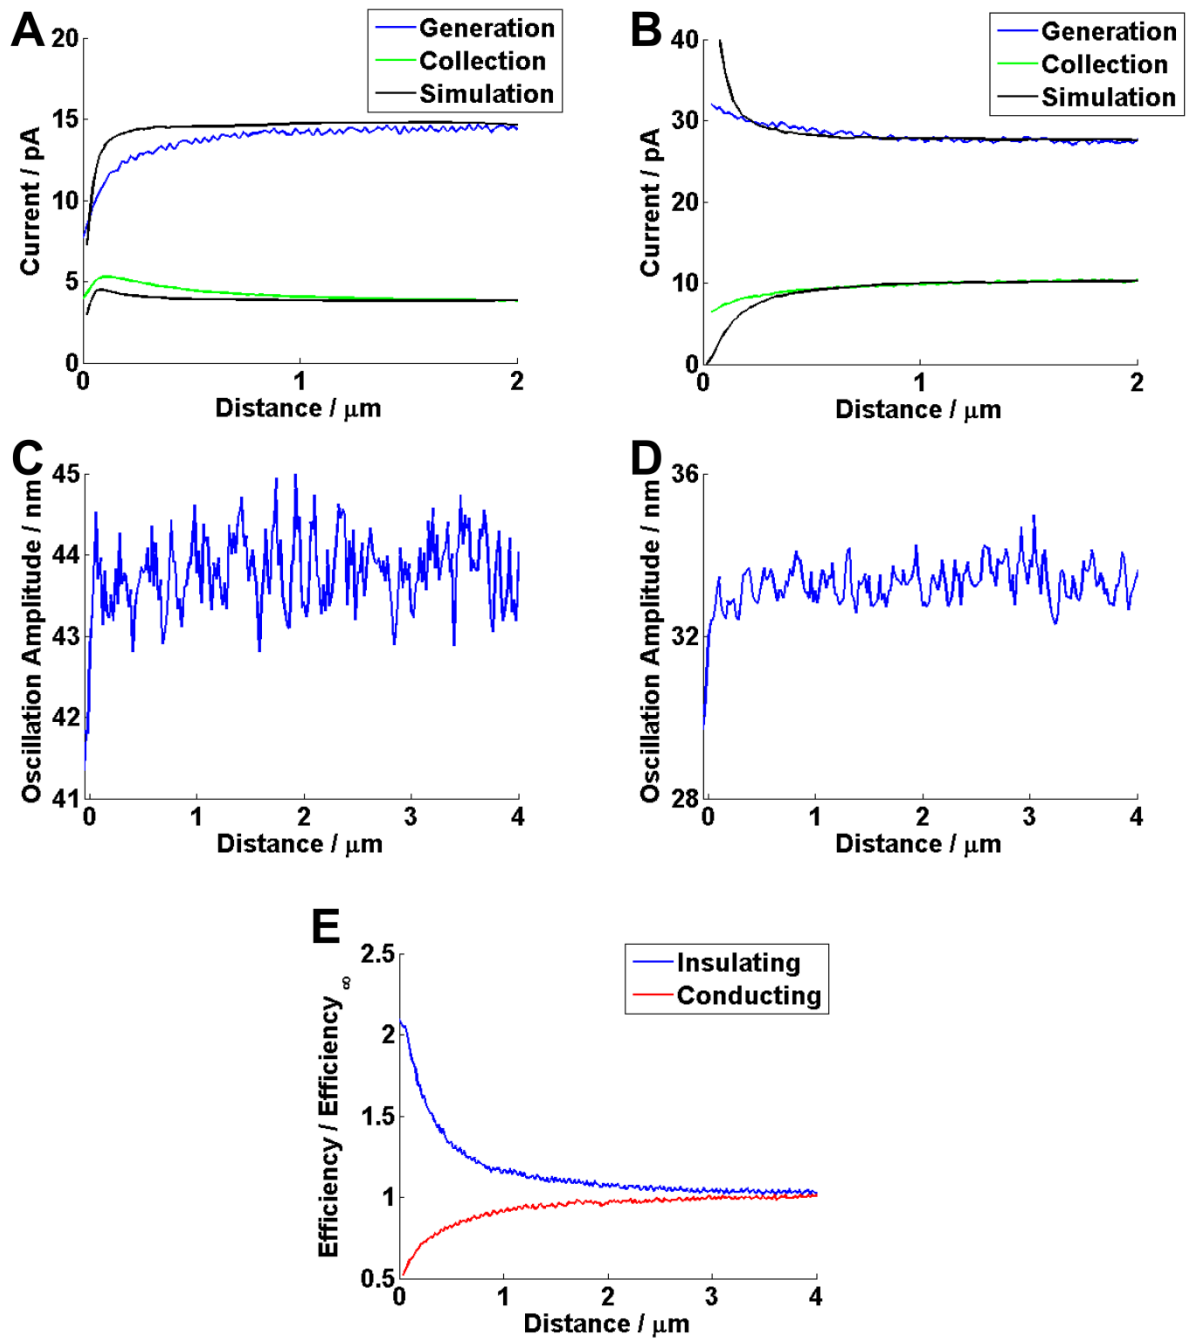 A
20
15
10
5
0
Current / pA
0
1
2
Distance / μm
Generation
Collection
Simulation
B
40
30
20
10
0
Current / pA
0
1
2
Distance / μm
Generation
Collection
Simulation
C
45
44
43
42
41
Oscillation Amplitude / nm
0
1
2
3
4
Distance / μm
D
36
32
28
Oscillation Amplitude / nm
0
1
2
3
4
Distance / μm
E
2.5
2
1.5
1
0.5
Efficiency / Efficiency ∞
0
1
2
3
4
Distance / μm
Insulating
Conducting